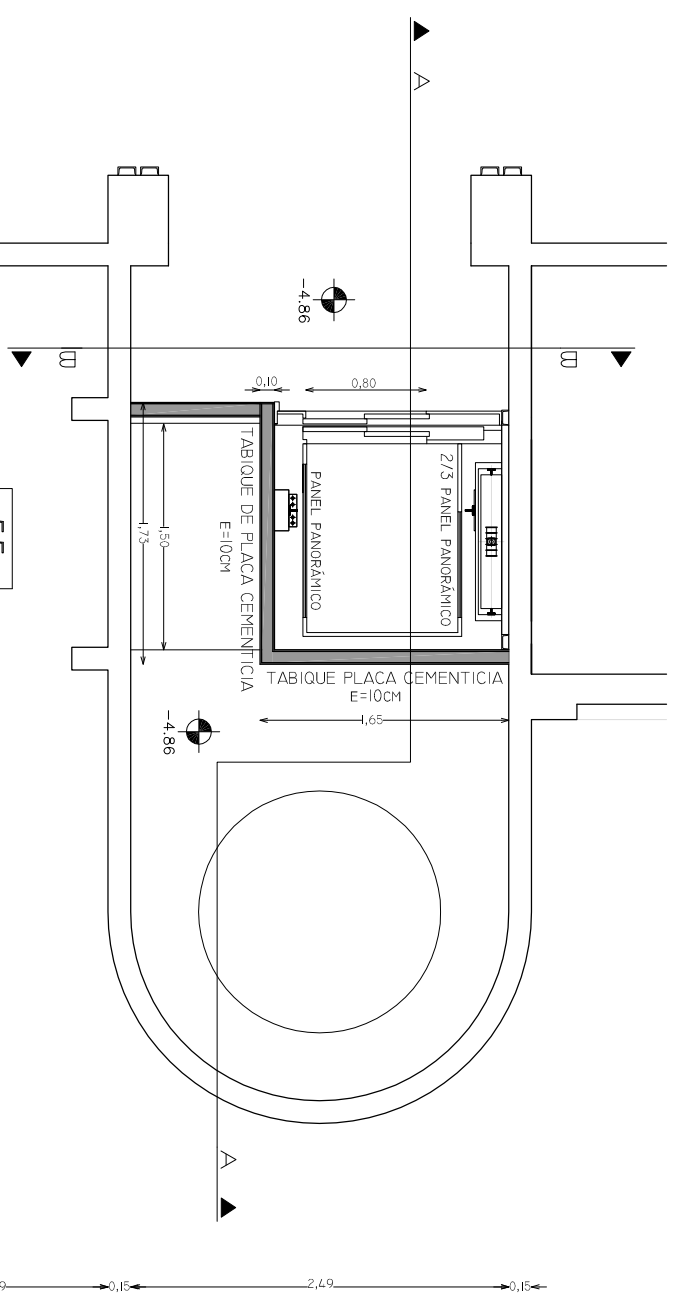 A
-4.86
B
B
0,10
0,80
TABIQUE DE PLACA CEMENTICIA
E=10CM
PANEL PANORÁMICO
2/3 PANEL PANORÁMICO
1,50
1,73
TABIQUE PLACA CEMENTICIA
E=10CM
1,65
-4.86
A
0,15
2,49
0,15